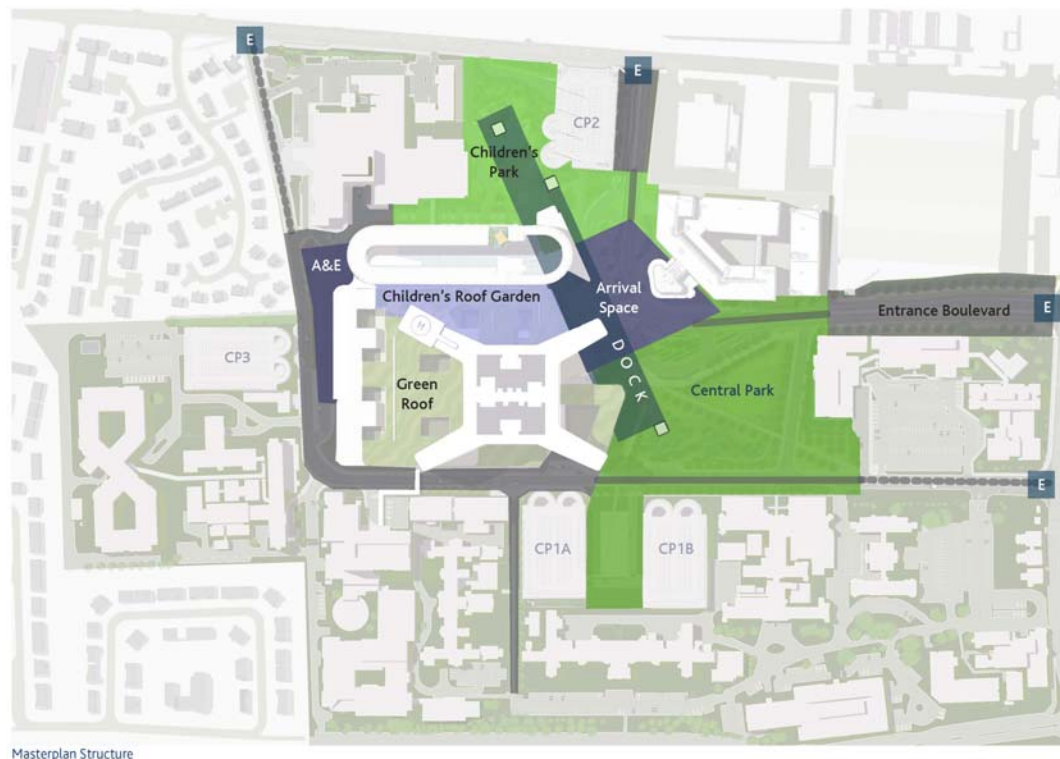 E
E
CP2
Children's
Park
A&E
Children's Roof Garden
Arrival
Space
Entrance Boulevard
E
H
CP3
Green
Roof
DOCK
Central Park
E
CP1A
CP1B
Masterplan Structure